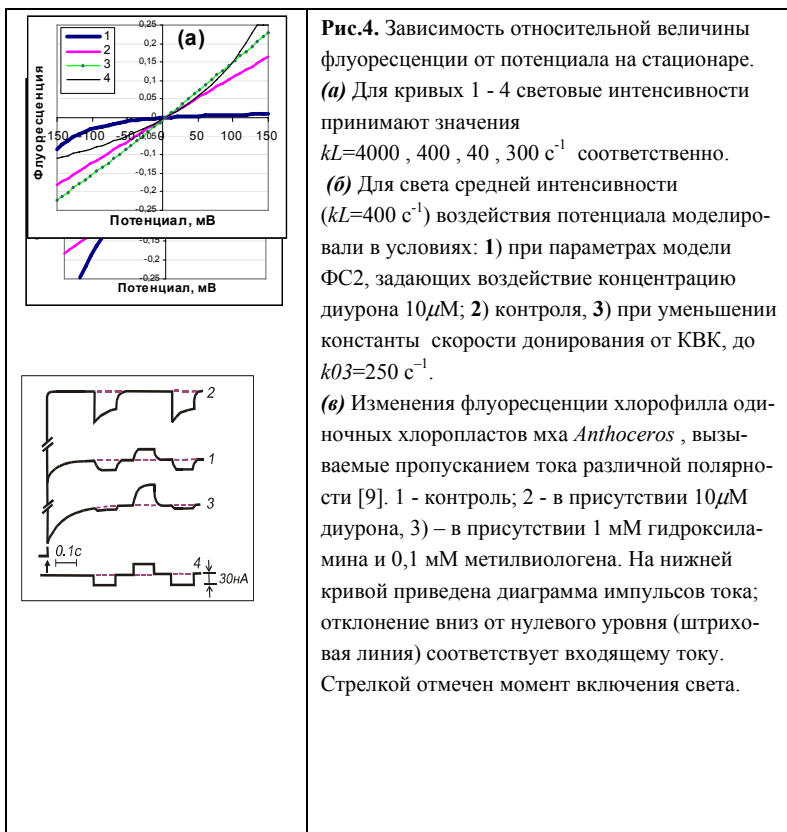 (а)
1
2
3
4
0,25
0,2
0,15
0,1
0,05
0
-0,05
-0,1
-0,15
-0,2
-0,25
150 -100 -50 0 50 100 150
Флуоресценция
Потенциал, мВ
-0,15
-0,2
-0,25
Потенциал, мВ
2
1
3
0.1c
4
30нА
Рис.4. Зависимость относительной величины
флуоресценции от потенциала на стационаре.
(а) Для кривых 1 - 4 световые интенсивности
принимают значения
kL=4000 , 400 , 40 , 300 с-1 соответственно.
(б) Для света средней интенсивности
(kL=400 с-1) воздействия потенциала моделиро-
вали в условиях: 1) при параметрах модели
ФС2, задающих воздействие концентрацию
диурона 10μМ; 2) контроля, 3) при уменьшении
константы скорости донирования от КВК, до
k03=250 с–1.
(в) Изменения флуоресценции хлорофилла оди-
ночных хлоропластов мха Anthoceros , вызы-
ваемые пропусканием тока различной полярно-
сти [9]. 1 - контроль; 2 - в присутствии 10μМ
диурона, 3) – в присутствии 1 мМ гидроксила-
мина и 0,1 мМ метилвиологена. На нижней
кривой приведена диаграмма импульсов тока;
отклонение вниз от нулевого уровня (штрихо-
вая линия) соответствует входящему току.
Стрелкой отмечен момент включения света.